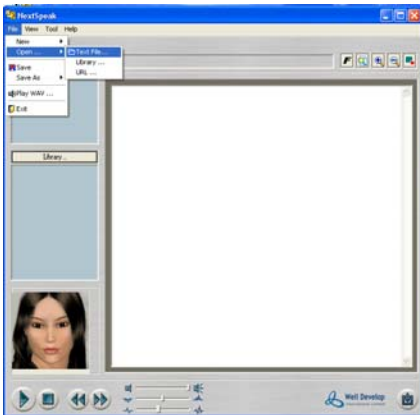 NextSpeak
File View Tool Help
New
Open ...
Text File...
Library ...
URL ...
Save
Save As
Play WAV ...
Exit
Library..
Well Develop